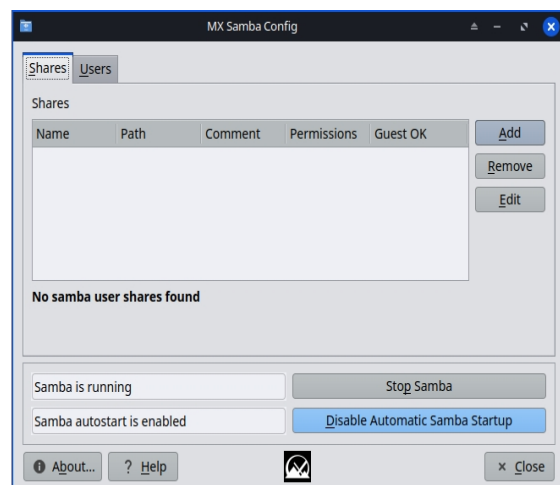 MX Samba Config
Shares Users
Shares
Name Path Comment Permissions Guest OK
Add
Remove
Edit
No samba user shares found
Samba is running Stop Samba
Samba autostart is enabled Disable Automatic Samba Startup
About... ? Help × Close